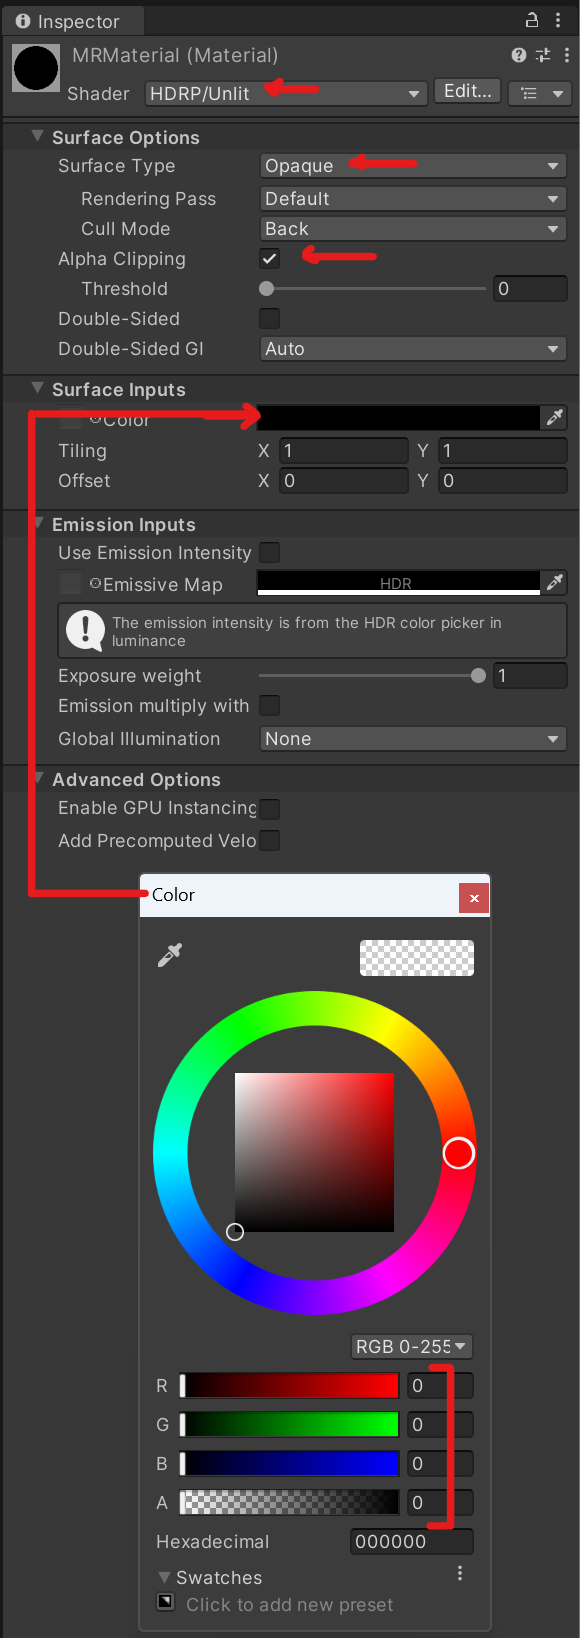 Inspector
MRMaterial (Material)
Shader HDRP/Unlit Edit...
Surface Options
Surface Type Opaque
Rendering Pass Default
Cull Mode Back
Alpha Clipping
Threshold 0
Double-Sided
Double-Sided GI Auto
Surface Inputs
Color
Tiling X 1 Y 1
Offset X 0 Y 0
Emission Inputs
Use Emission Intensity
Emissive Map HDR
The emission intensity is from the HDR color picker in
luminance
Exposure weight 1
Emission multiply with
Global Illumination None
Advanced Options
Enable GPU Instancing
Add Precomputed Velo
Color x
RGB 0-255
R 0
G 0
B 0
A 0
Hexadecimal 000000
Swatches
Click to add new preset